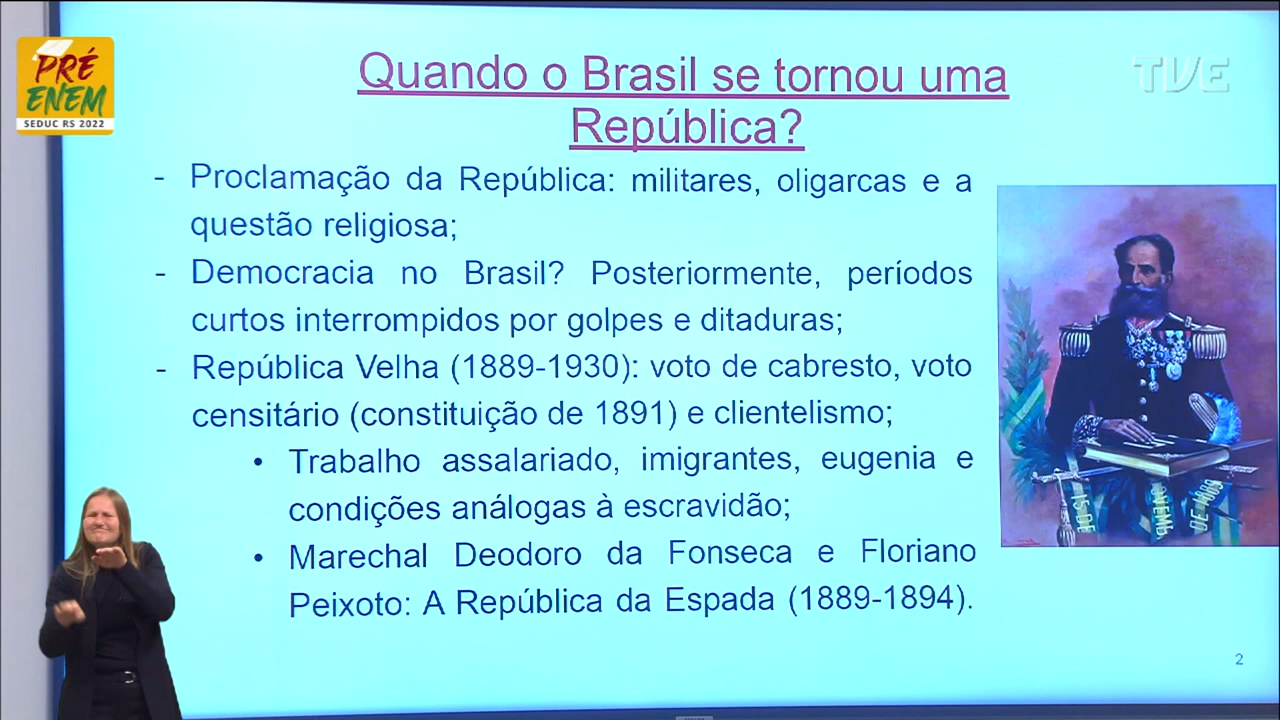 PRÉ
ENEM
SEDUC RS 2022
TVE
Quando o Brasil se tornou uma
República?
- Proclamação da República: militares, oligarcas e a
questão religiosa;
- Democracia no Brasil? Posteriormente, períodos
curtos interrompidos por golpes e ditaduras;
- República Velha (1889-1930): voto de cabresto, voto
censitário (constituição de 1891) e clientelismo;
• Trabalho assalariado, imigrantes, eugenia e
condições análogas à escravidão;
• Marechal Deodoro da Fonseca e Floriano
Peixoto: A República da Espada (1889-1894).
15 DE
2